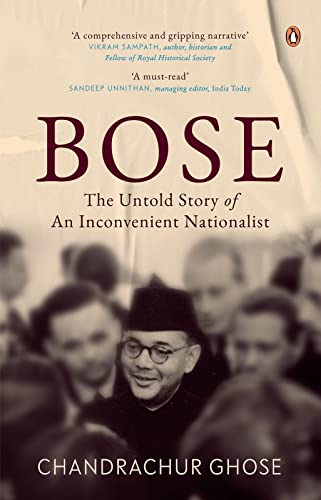 ‘A comprehensive and gripping narrative’
VIKRAM SAMPATH, author, historian and
Fellow of Royal Historical Society
‘A must-read’
SANDEEP UNNITHAN, managing editor, India Today
BOSE
The Untold Story of
An Inconvenient Nationalist
CHANDRACHUR GHOSE